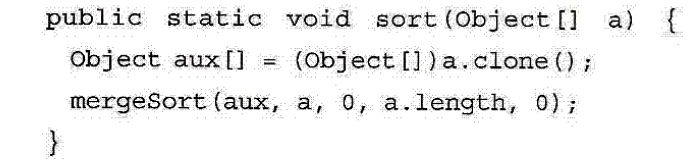 public static void sort(Object[] a) {
Object aux[] = (Object[])a.clone();
mergeSort(aux, a, 0, a.length, 0);
}